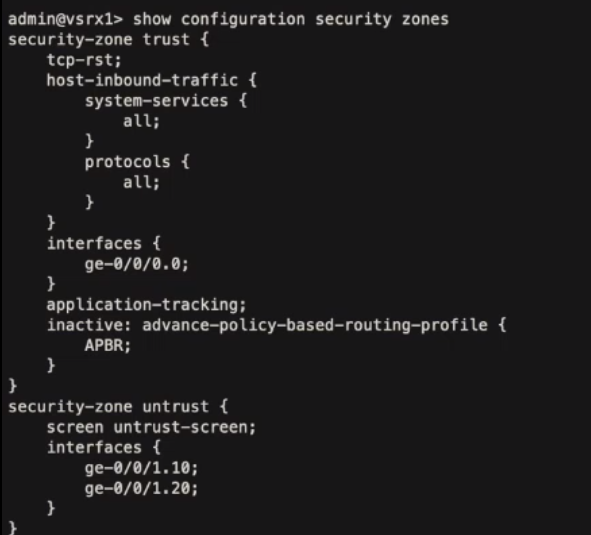 admin@vsrx1> show configuration security zones
security-zone trust {
    tcp-rst;
    host-inbound-traffic {
        system-services {
            all;
        }
        protocols {
            all;
        }
    }
    interfaces {
        ge-0/0/0.0;
    }
    application-tracking;
    inactive: advance-policy-based-routing-profile {
        APBR;
    }
}
security-zone untrust {
    screen untrust-screen;
    interfaces {
        ge-0/0/1.10;
        ge-0/0/1.20;
    }
}